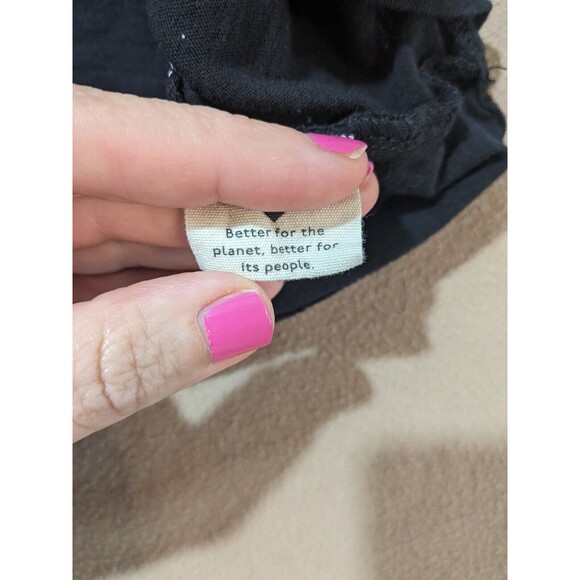 Better for the
planet, better for
its people.